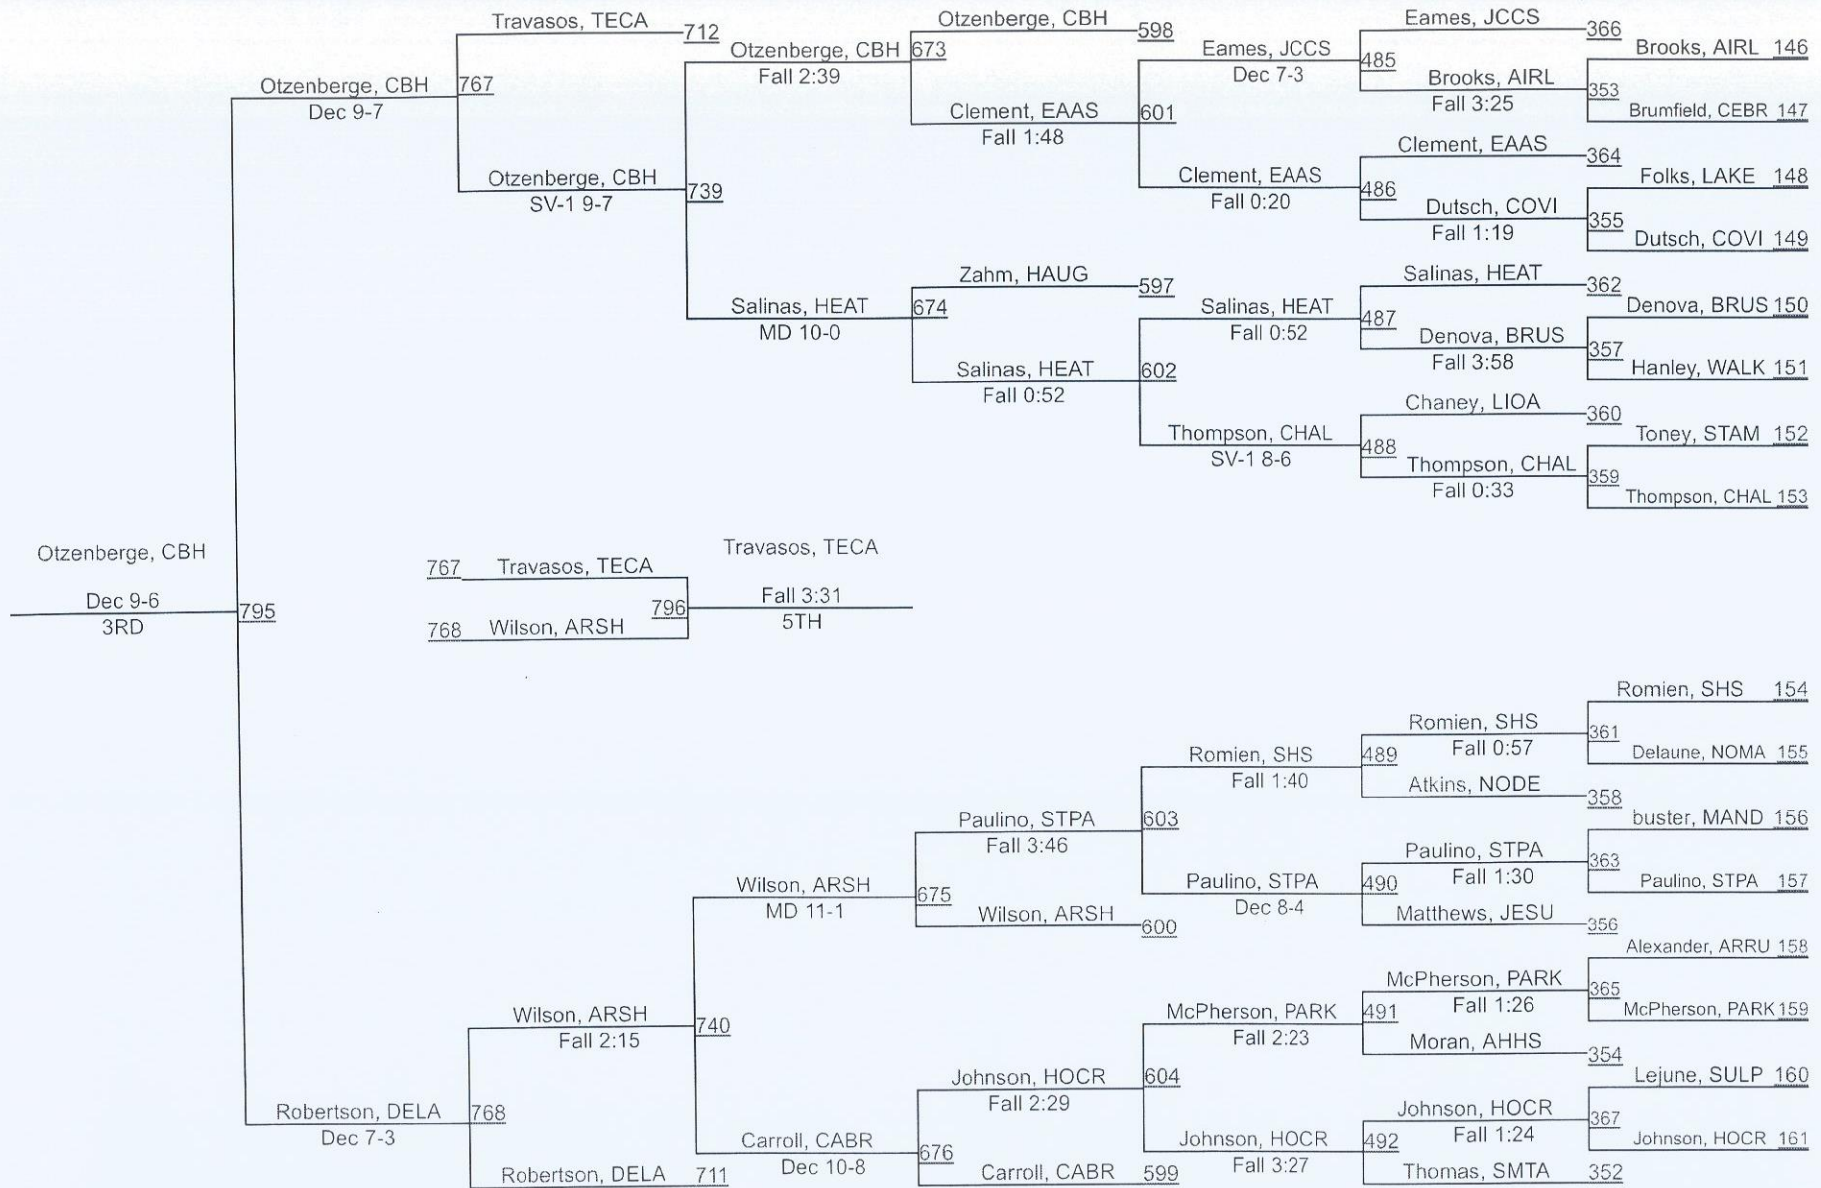 Travasos, TECA 712
Otzenberge, CBH 598
Eames, JCCS 366
Brooks, AIRL 146
Otzenberge, CBH 673
Fall 2:39
Eames, JCCS 485
Dec 7-3
Brooks, AIRL 353
Fall 3:25
Otzenberge, CBH 767
Dec 9-7
Clement, EAAS 601
Fall 1:48
Brumfield, CEBR 147
Clement, EAAS 364
Folks, LAKE 148
Otzenberge, CBH 739
SV-1 9-7
Clement, EAAS 486
Fall 0:20
Dutsch, COVI 355
Fall 1:19
Dutsch, COVI 149
Zahm, HAUG 597
Salinas, HEAT 362
Salinas, HEAT 674
MD 10-0
Salinas, HEAT 487
Fall 0:52
Denova, BRUS 150
Denova, BRUS 357
Fall 3:58
Salinas, HEAT 602
Fall 0:52
Hanley, WALK 151
Chaney, LIOA 360
Toney, STAM 152
Thompson, CHAL 488
SV-1 8-6
Thompson, CHAL 359
Fall 0:33
Thompson, CHAL 153
Otzenberge, CBH
Dec 9-6
3RD
795
767 Travasos, TECA
768 Wilson, ARSH
796
Travasos, TECA
Fall 3:31
5TH
Romien, SHS 154
Romien, SHS 361
Fall 0:57
Delaune, NOMA 155
Romien, SHS 489
Fall 1:40
Atkins, NODE 358
buster, MAND 156
Paulino, STPA 603
Fall 3:46
Paulino, STPA 363
Fall 1:30
Paulino, STPA 157
Wilson, ARSH 675
MD 11-1
Paulino, STPA 490
Dec 8-4
Wilson, ARSH 600
Matthews, JESU 356
Alexander, ARRU 158
McPherson, PARK 365
Fall 1:26
McPherson, PARK 159
Wilson, ARSH 740
Fall 2:15
McPherson, PARK 491
Fall 2:23
Moran, AHHS 354
Johnson, HOCR 604
Fall 2:29
Lejune, SULP 160
Robertson, DELA 768
Dec 7-3
Johnson, HOCR 367
Fall 1:24
Carroll, CABR 676
Dec 10-8
Johnson, HOCR 492
Fall 3:27
Johnson, HOCR 161
Robertson, DELA 711
Carroll, CABR 599
Thomas, SMTA 352